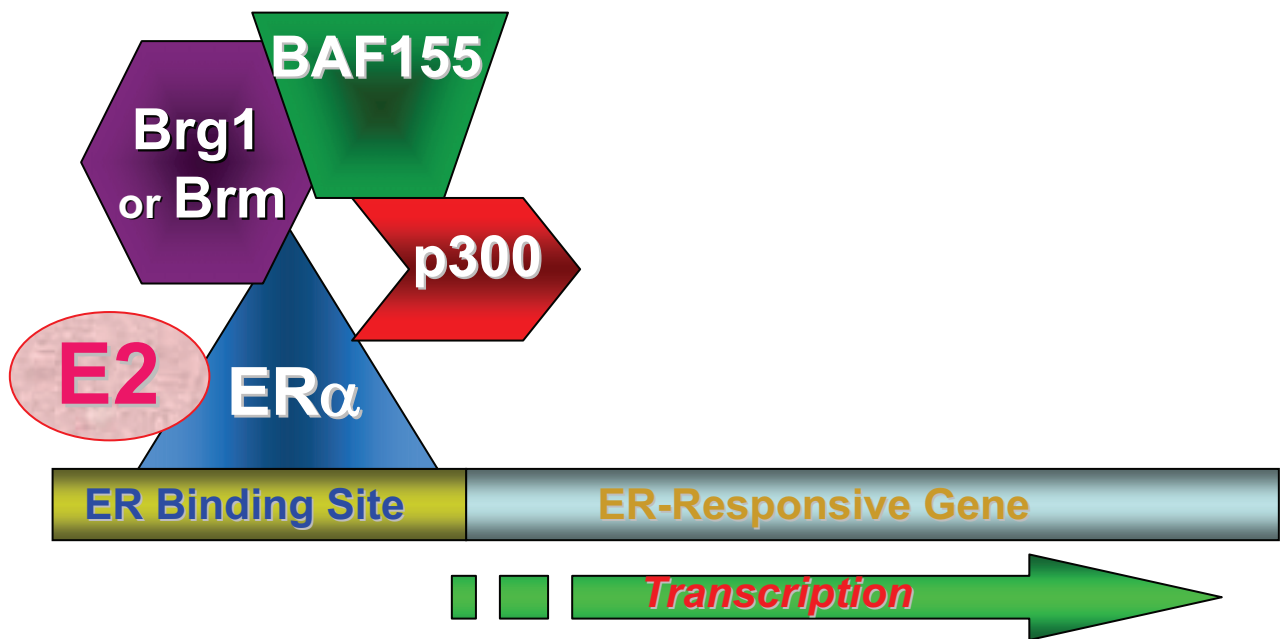 BAF155
Brg1
or Brm
p300
E2
ERα
ER Binding Site
ER-Responsive Gene
Transcription